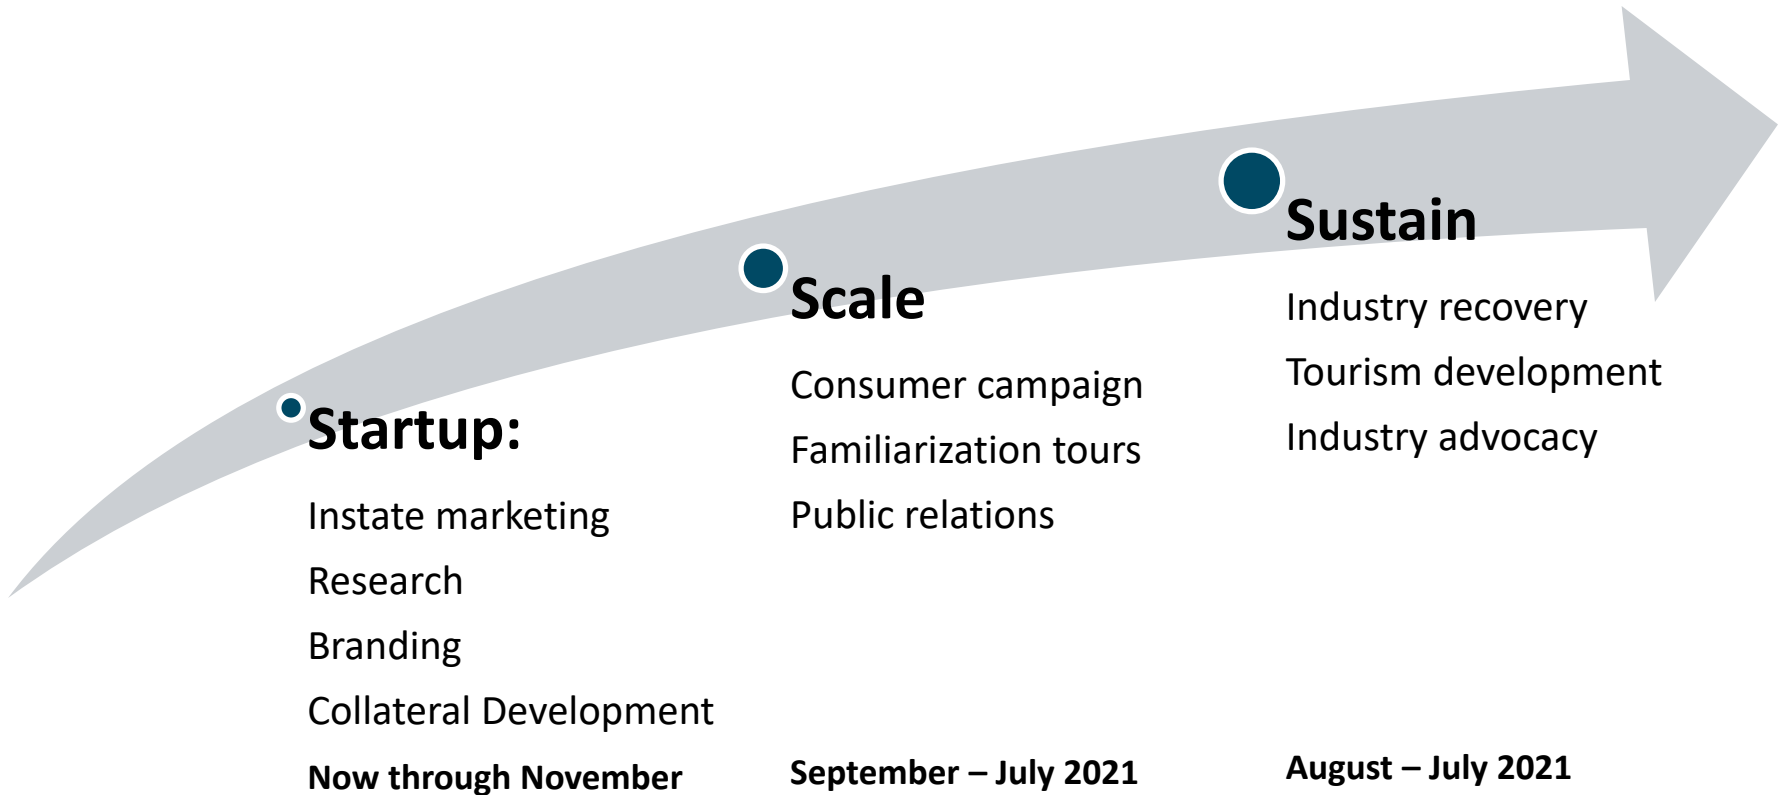 Startup:
Instate marketing
Research
Branding
Collateral Development
Now through November
Scale
Consumer campaign
Familiarization tours
Public relations
September – July 2021
Sustain
Industry recovery
Tourism development
Industry advocacy
August – July 2021